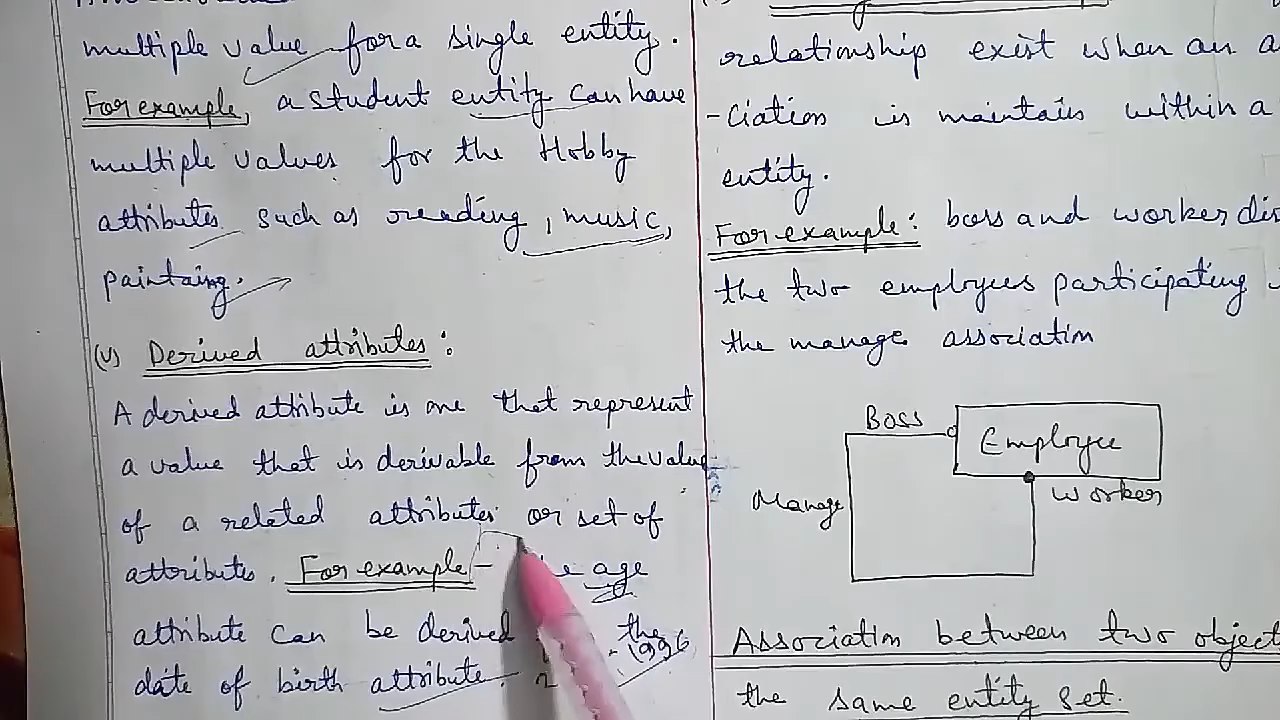 multiple value for a single entity.
For example, a student entity can have
multiple values for the Hobby
attributes such as reading, music,
paintaing.
(v) Derived attributes:
A derived attribute is one that represent
a value that is derivable from the value
of a related attributes or set of
attributes. For example - age
attribute can be derived the
date of birth attribute.
1996
relationship exist when an a
-Ciation is maintain within a
entity.
For example: boss and worker dis
the two employees participating
the manage association
Boss
Employee
Manage
Worker
Association between two object
the same entity set.